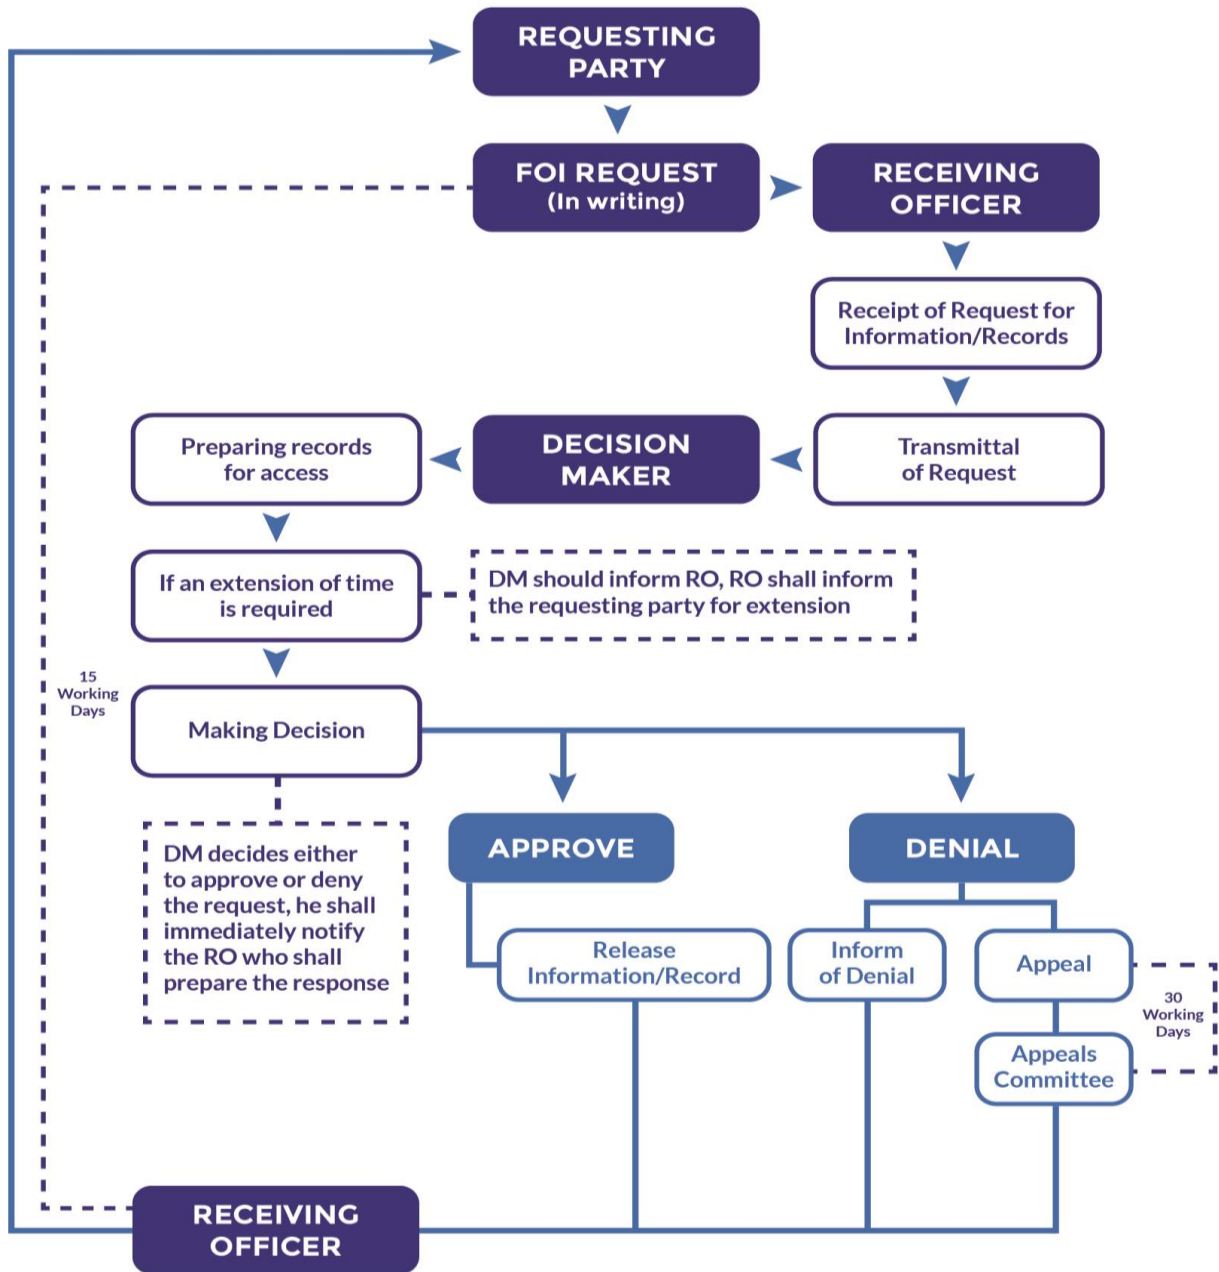 REQUESTING
PARTY
FOI REQUEST
(In writing)
RECEIVING
OFFICER
Receipt of Request for
Information/Records
Transmittal
of Request
DECISION
MAKER
Preparing records
for access
If an extension of time
is required
DM should inform RO, RO shall inform
the requesting party for extension
15
Working
Days
Making Decision
DM decides either
to approve or deny
the request, he shall
immediately notify
the RO who shall
prepare the response
APPROVE
DENIAL
Release
Information/Record
Inform
of Denial
Appeal
30
Working
Days
Appeals
Committee
RECEIVING
OFFICER